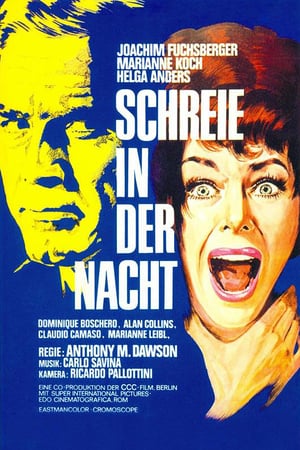 JOACHIM FUCHSBERGER
MARIANNE KOCH
HELGA ANDERS
SCHREIE
IN
DER
NACHT
DOMINIQUE BOSCHERO, ALAN COLLINS,
CLAUDIO CAMASO, MARIANNE LEIBL,
REGIE: ANTHONY M. DAWSON
MUSIK: CARLO SAVINA
KAMERA: RICARDO PALLOTTINI
EINE CO-PRODUKTION DER CCC-FILM, BERLIN
MIT SUPER INTERNATIONAL PICTURES-
EDO CINEMATOGRAFICA, ROM
EASTMANCOLOR - CROMOSCOPE